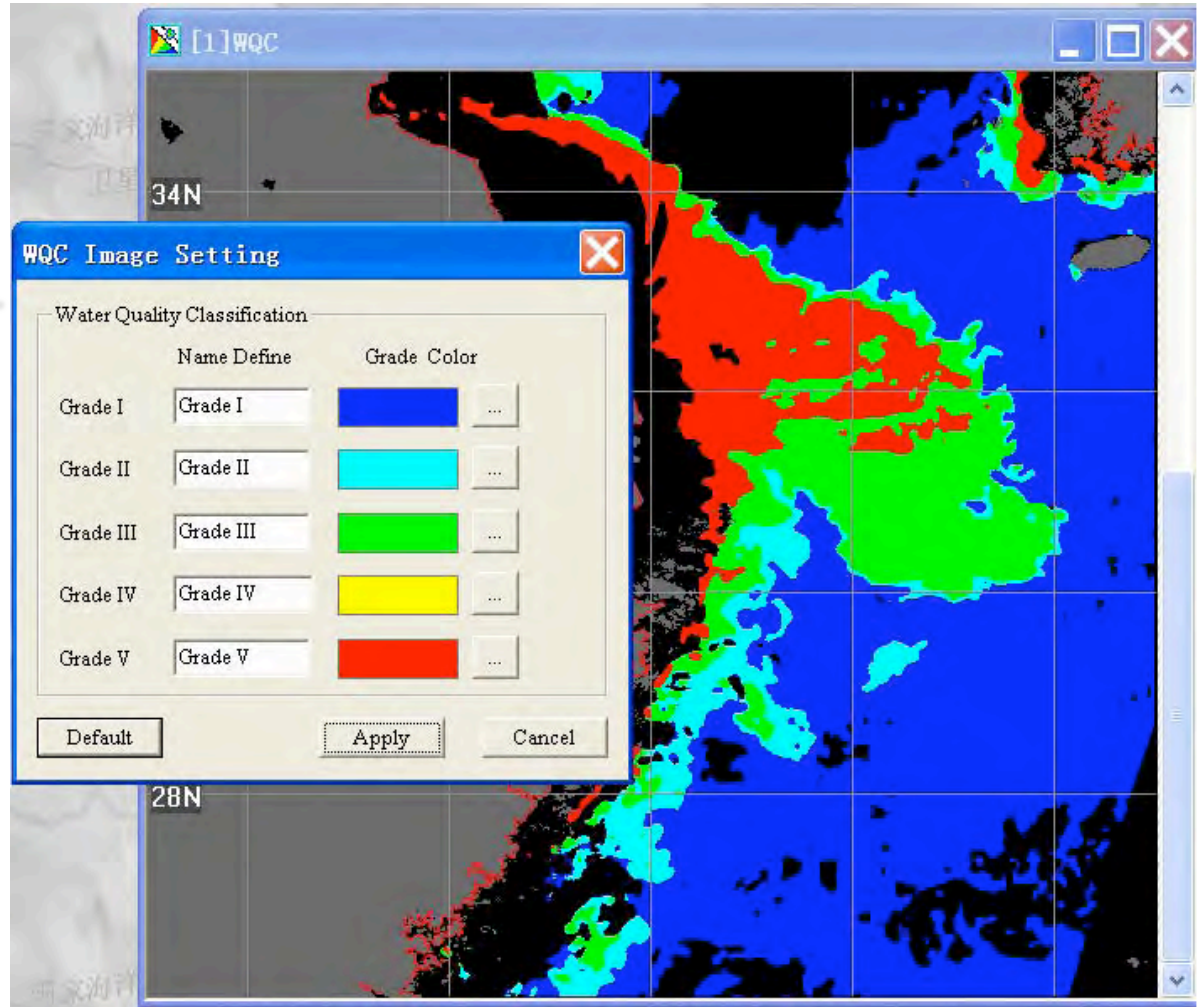 [1]WQC
34N
WQC Image Setting
Water Quality Classification
Name Define Grade Color
Grade I Grade I ...
Grade II Grade II ...
Grade III Grade III ...
Grade IV Grade IV ...
Grade V Grade V ...
Default Apply Cancel
28N